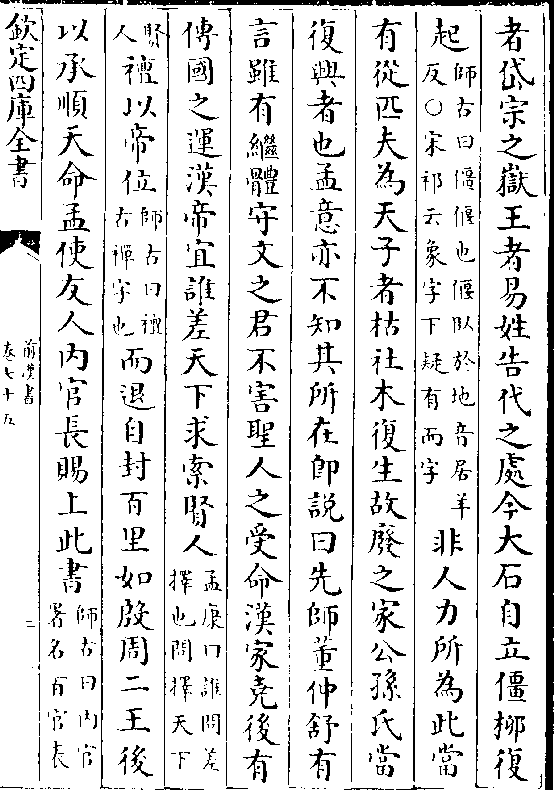 者岱宗之嶽王者易姓告代之處今大石自立僵柳復
起師古曰僵偃也偃臥於地音居羊反○宋祁云象字下疑有而字非人力所為此當
有從匹夫為天子者枯社木復生故廢之家公孫氏當
復興者也孟意亦不知其所在即說曰先師董仲舒有
言雖有繼體守文之君不害聖人之受命漢家堯後有
傳國之運漢帝宜誰差天下求索賢人孟康曰誰問差擇也問擇天下
賢人禮以帝位師古曰禮古禪字也而退自封百里如殷周二王後
以承順天命孟使友人內官長賜上此書師古曰內官署名百官表
欽定四庫全書
前漢書
卷七十五
二